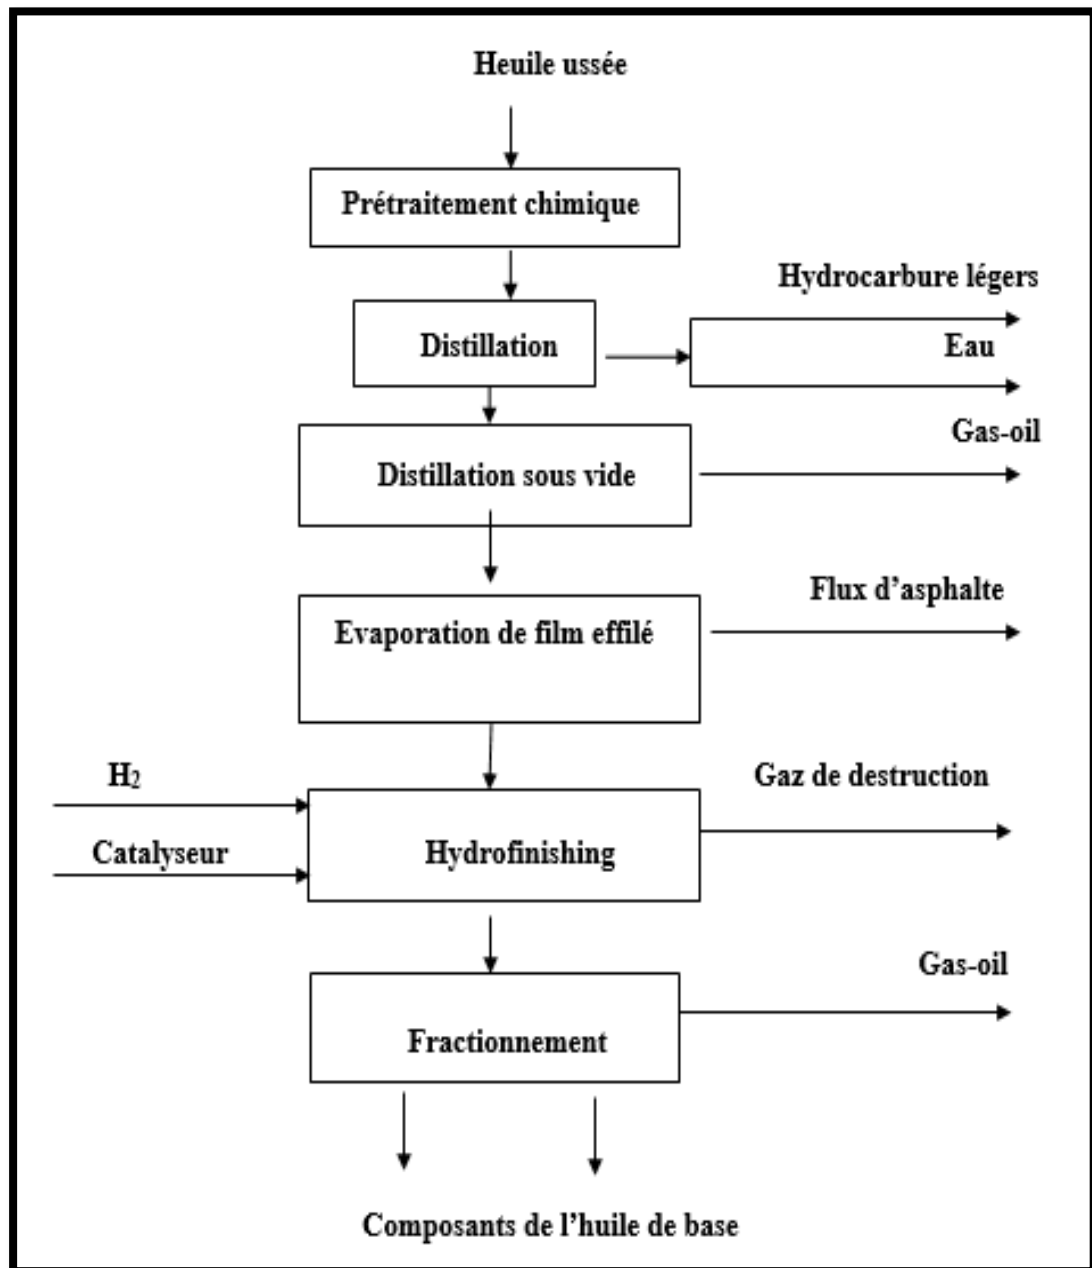 Heuile ussée
Prétraitement chimique
Hydrocarbure légers
Distillation
Eau
Gas-oil
Distillation sous vide
Flux d’asphalte
Evaporation de film effilé
H₂
Gaz de destruction
Catalyseur
Hydrofinishing
Gas-oil
Fractionnement
Composants de l’huile de base